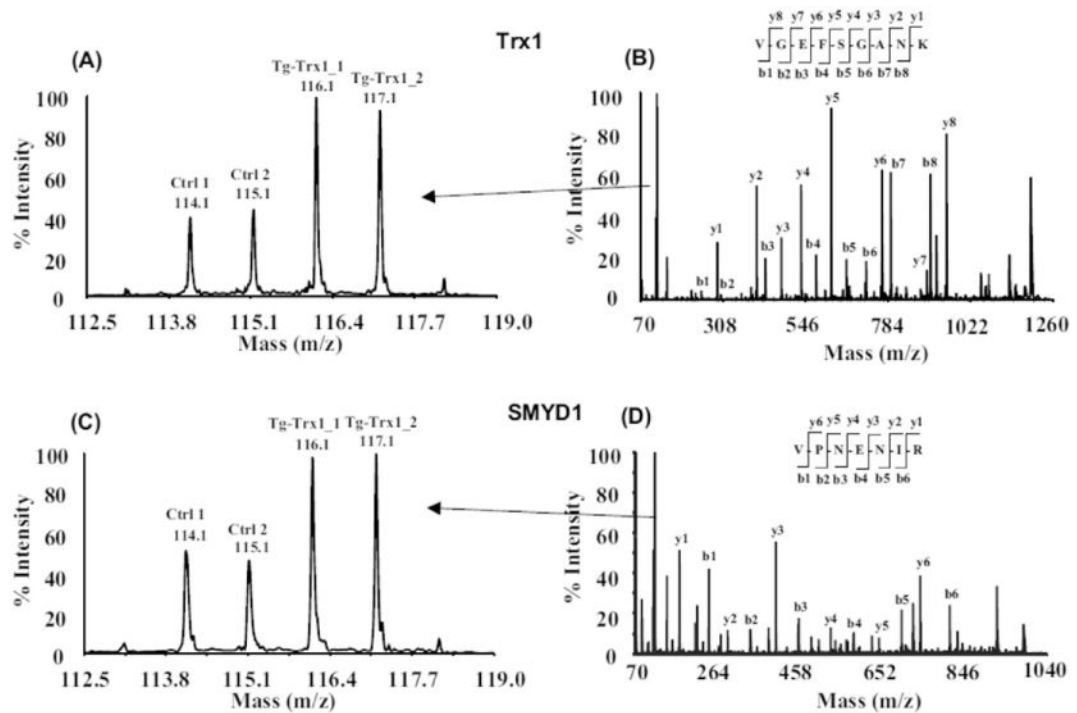 Trx1
(A)
Tg-Trx1_1
116.1
Tg-Trx1_2
117.1
Ctrl 1
114.1
Ctrl 2
115.1
% Intensity
100
80
60
40
20
0
112.5 113.8 115.1 116.4 117.7 119.0
Mass (m/z)
(B)
y8 y7 y6 y5 y4 y3 y2 y1
V G E F S G A N K
b1 b2 b3 b4 b5 b6 b7 b8
% Intensity
100
80
60
40
20
0
y5
y8
y6
b7
b8
y2
y4
y1
y3
b3
b4
b5
b6
y7
b1
b2
70 308 546 784 1022 1260
Mass (m/z)
SMYD1
(C)
Tg-Trx1_1
116.1
Tg-Trx1_2
117.1
Ctrl 1
114.1
Ctrl 2
115.1
% Intensity
100
80
60
40
20
0
112.5 113.8 115.1 116.4 117.7 119.0
Mass (m/z)
(D)
y6 y5 y4 y3 y2 y1
V P N E N I R
b1 b2 b3 b4 b5 b6
% Intensity
100
80
60
40
20
0
y1
b1
y3
y6
b6
b5
b3
y2
b2
y4
b4
y5
70 264 458 652 846 1040
Mass (m/z)